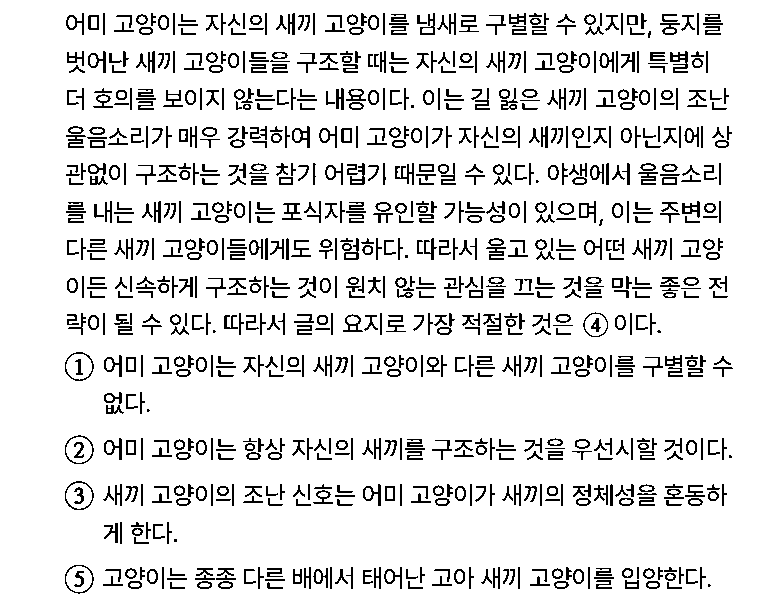 어미 고양이는 자신의 새끼 고양이를 냄새로 구별할 수 있지만, 둥지를
벗어난 새끼 고양이들을 구조할 때는 자신의 새끼 고양이에게 특별히
더 호의를 보이지 않는다는 내용이다. 이는 길 잃은 새끼 고양이의 조난
울음소리가 매우 강력하여 어미 고양이가 자신의 새끼인지 아닌지에 상
관없이 구조하는 것을 참기 어렵기 때문일 수 있다. 야생에서 울음소리
를 내는 새끼 고양이는 포식자를 유인할 가능성이 있으며, 이는 주변의
다른 새끼 고양이들에게도 위험하다. 따라서 울고 있는 어떤 새끼 고양
이든 신속하게 구조하는 것이 원치 않는 관심을 끄는 것을 막는 좋은 전
략이 될 수 있다. 따라서 글의 요지로 가장 적절한 것은 ④이다.
① 어미 고양이는 자신의 새끼 고양이와 다른 새끼 고양이를 구별할 수
없다.
② 어미 고양이는 항상 자신의 새끼를 구조하는 것을 우선시할 것이다.
③ 새끼 고양이의 조난 신호는 어미 고양이가 새끼의 정체성을 혼동하
게 한다.
⑤ 고양이는 종종 다른 배에서 태어난 고아 새끼 고양이를 입양한다.